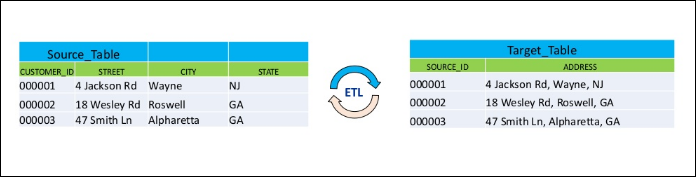 Source_Table
CUSTOMER_ID STREET CITY STATE
000001 4 Jackson Rd Wayne NJ
000002 18 Wesley Rd Roswell GA
000003 47 Smith Ln Alpharetta GA
ETL
Target_Table
SOURCE_ID ADDRESS
000001 4 Jackson Rd, Wayne, NJ
000002 18 Wesley Rd, Roswell, GA
000003 47 Smith Ln, Alpharetta, GA